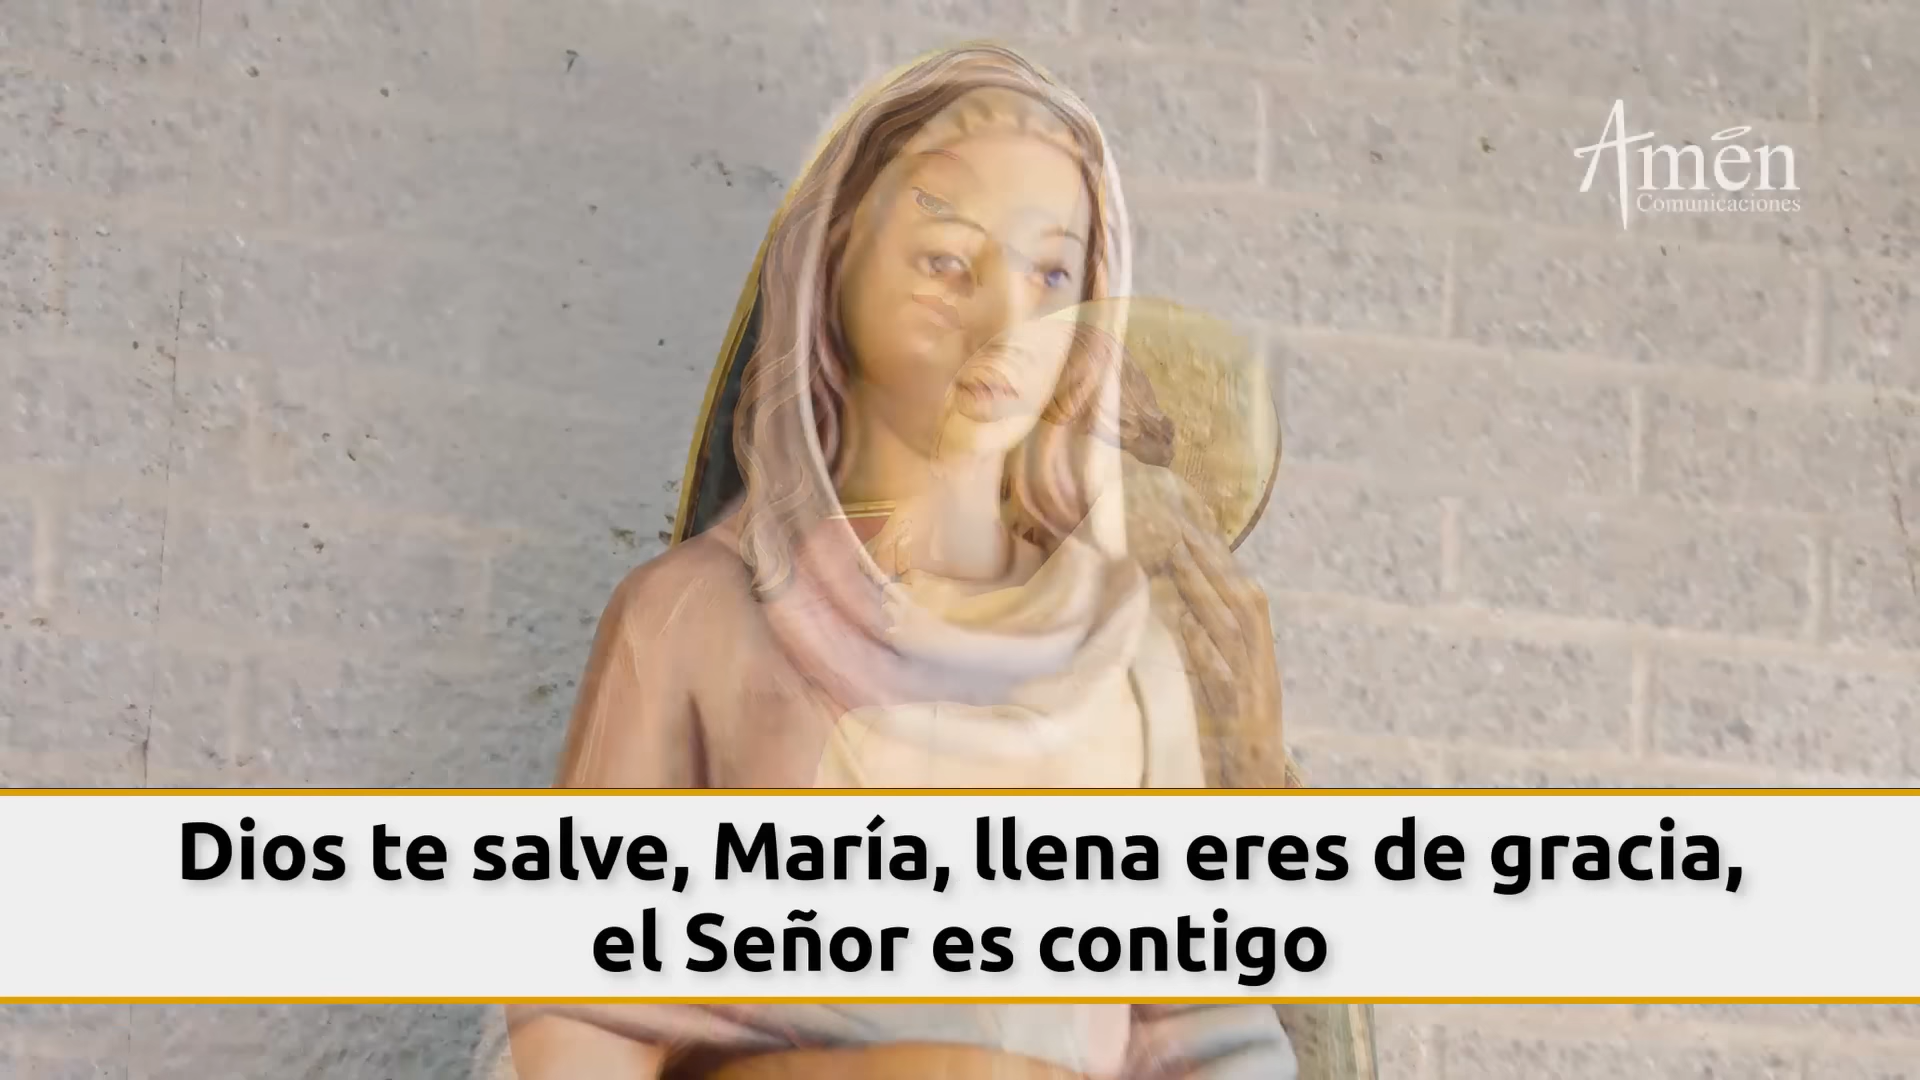 Amén
Comunicaciones
Dios te salve, María, llena eres de gracia,
el Señor es contigo